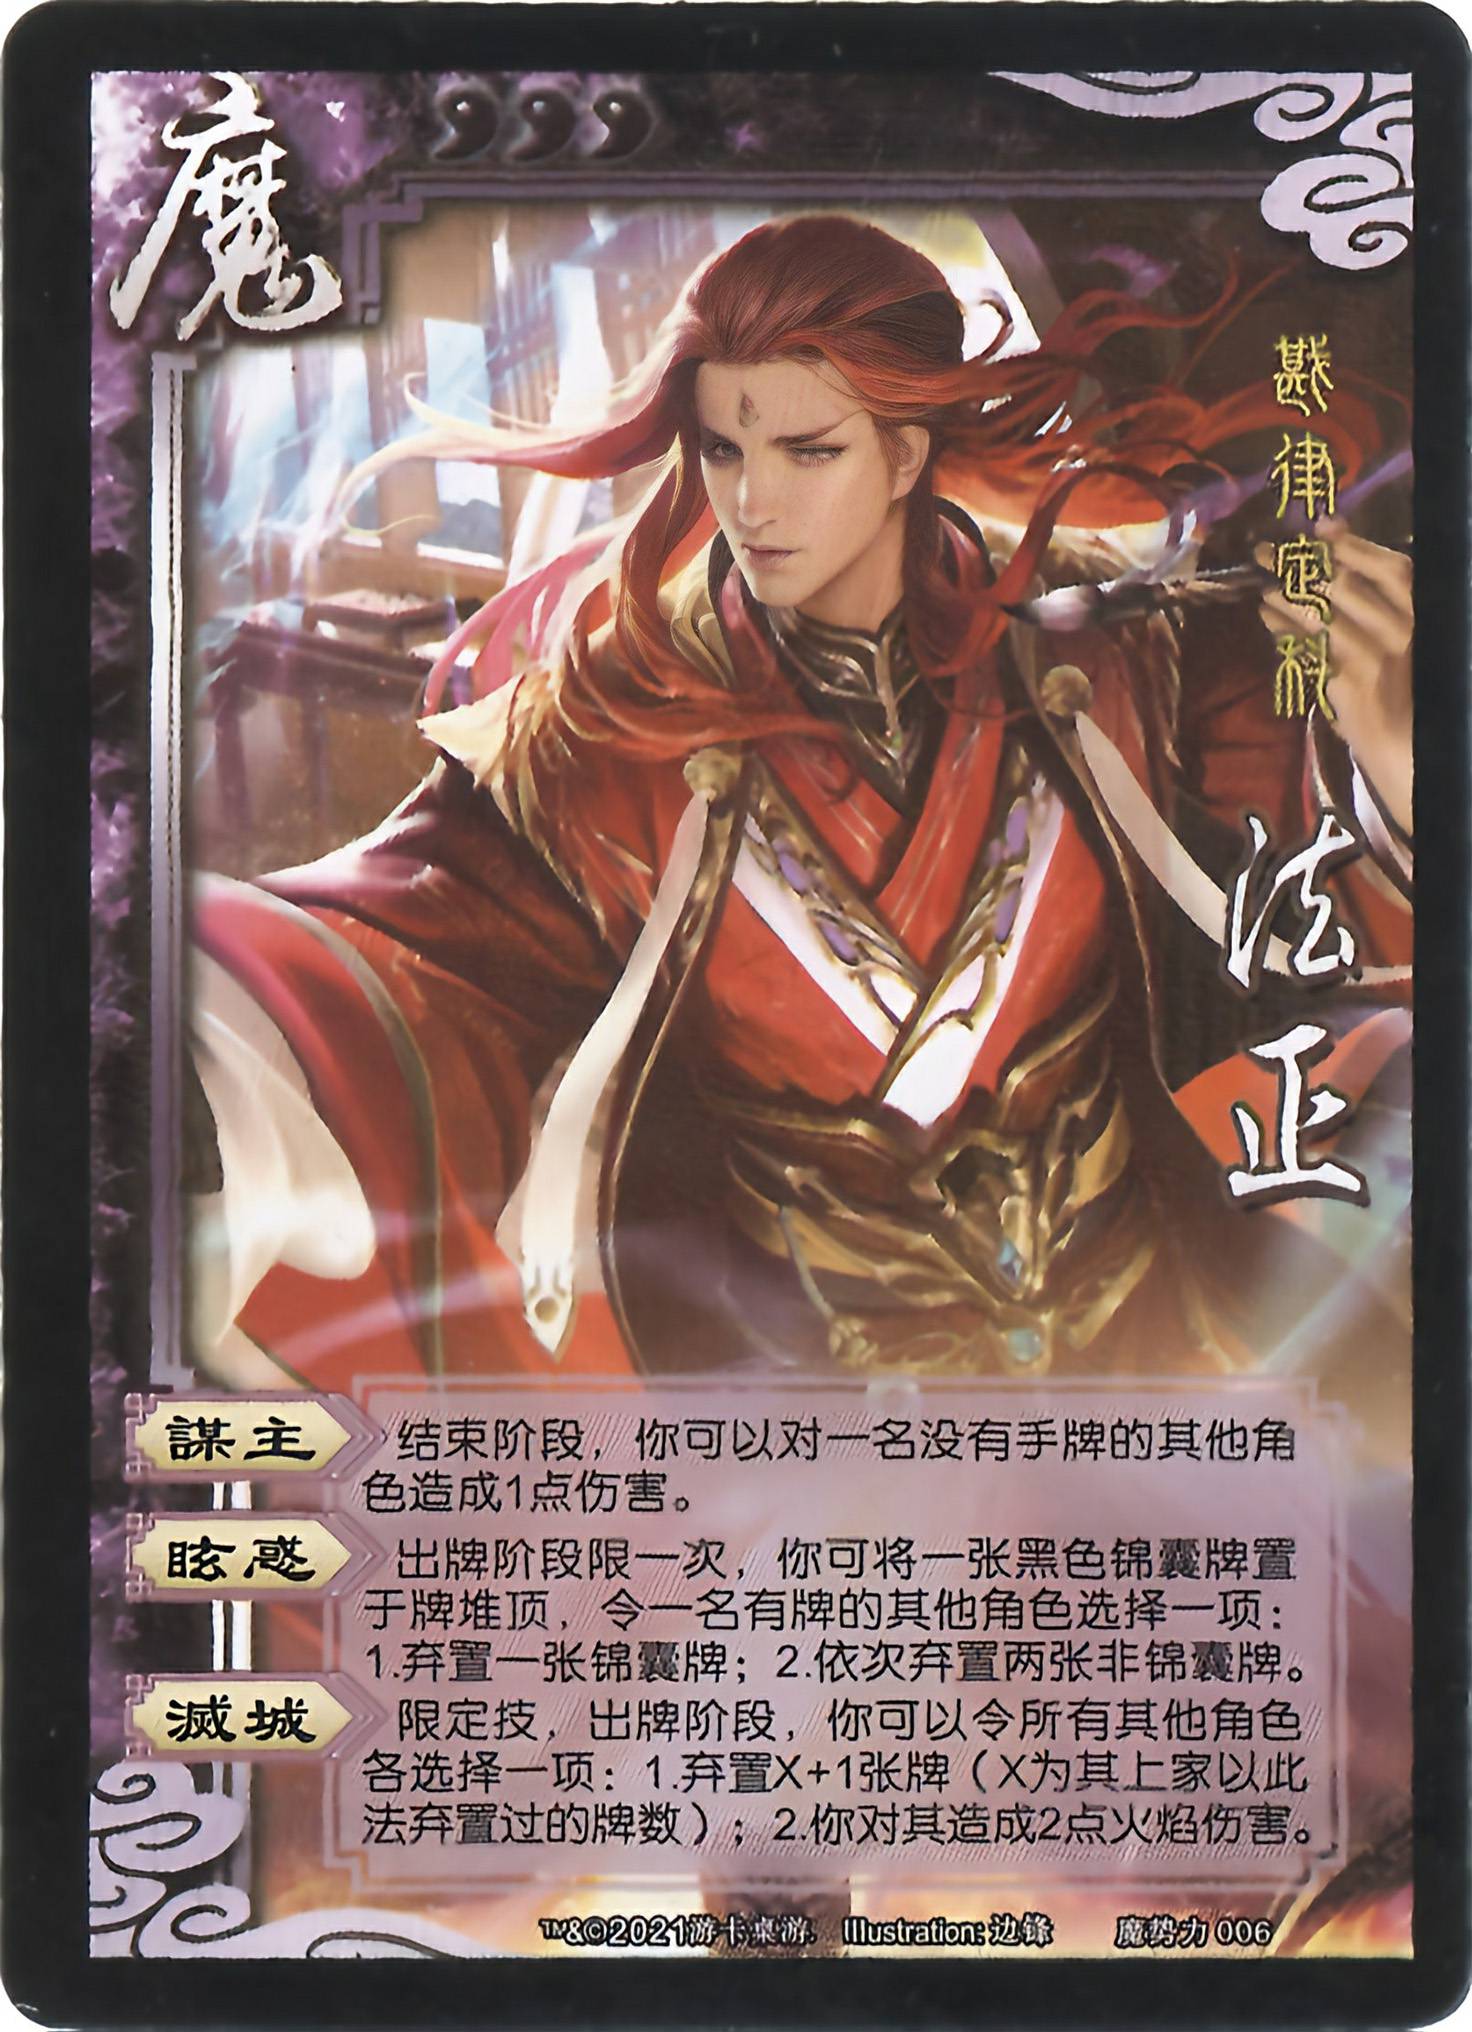 魔
戡律定科
法正
謀主
结束阶段，你可以对一名没有手牌的其他角
色造成1点伤害。
眩惑
出牌阶段限一次，你可将一张黑色锦囊牌置
于牌堆顶，令一名有牌的其他角色选择一项：
1.弃置一张锦囊牌；2.依次弃置两张非锦囊牌。
滅城
限定技，出牌阶段，你可以令所有其他角色
各选择一项：1.弃置X+1张牌（X为其上家以此
法弃置过的牌数）；2.你对其造成2点火焰伤害。
™&©2021游卡桌游. Illustration: 边锋 魔势力 006